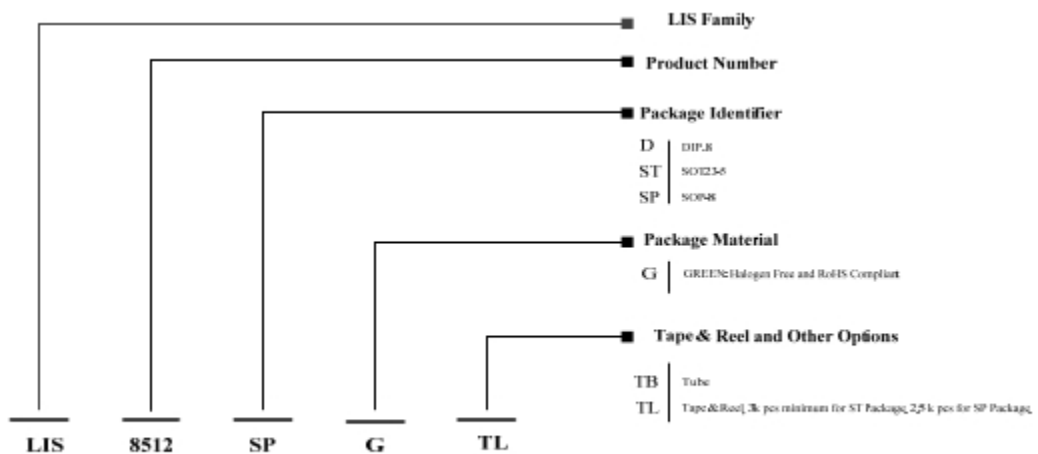 LIS Family
Product Number
Package Identifier
D DIP-8
ST SOT23-5
SP SOP-8
Package Material
G GREEN: Halogen Free and RoHS Compliant
Tape & Reel and Other Options
TB Tube
TL Tape & Reel, 3k pcs minimum for ST Package, 2,5 k pcs for SP Package,
LIS 8512 SP G TL